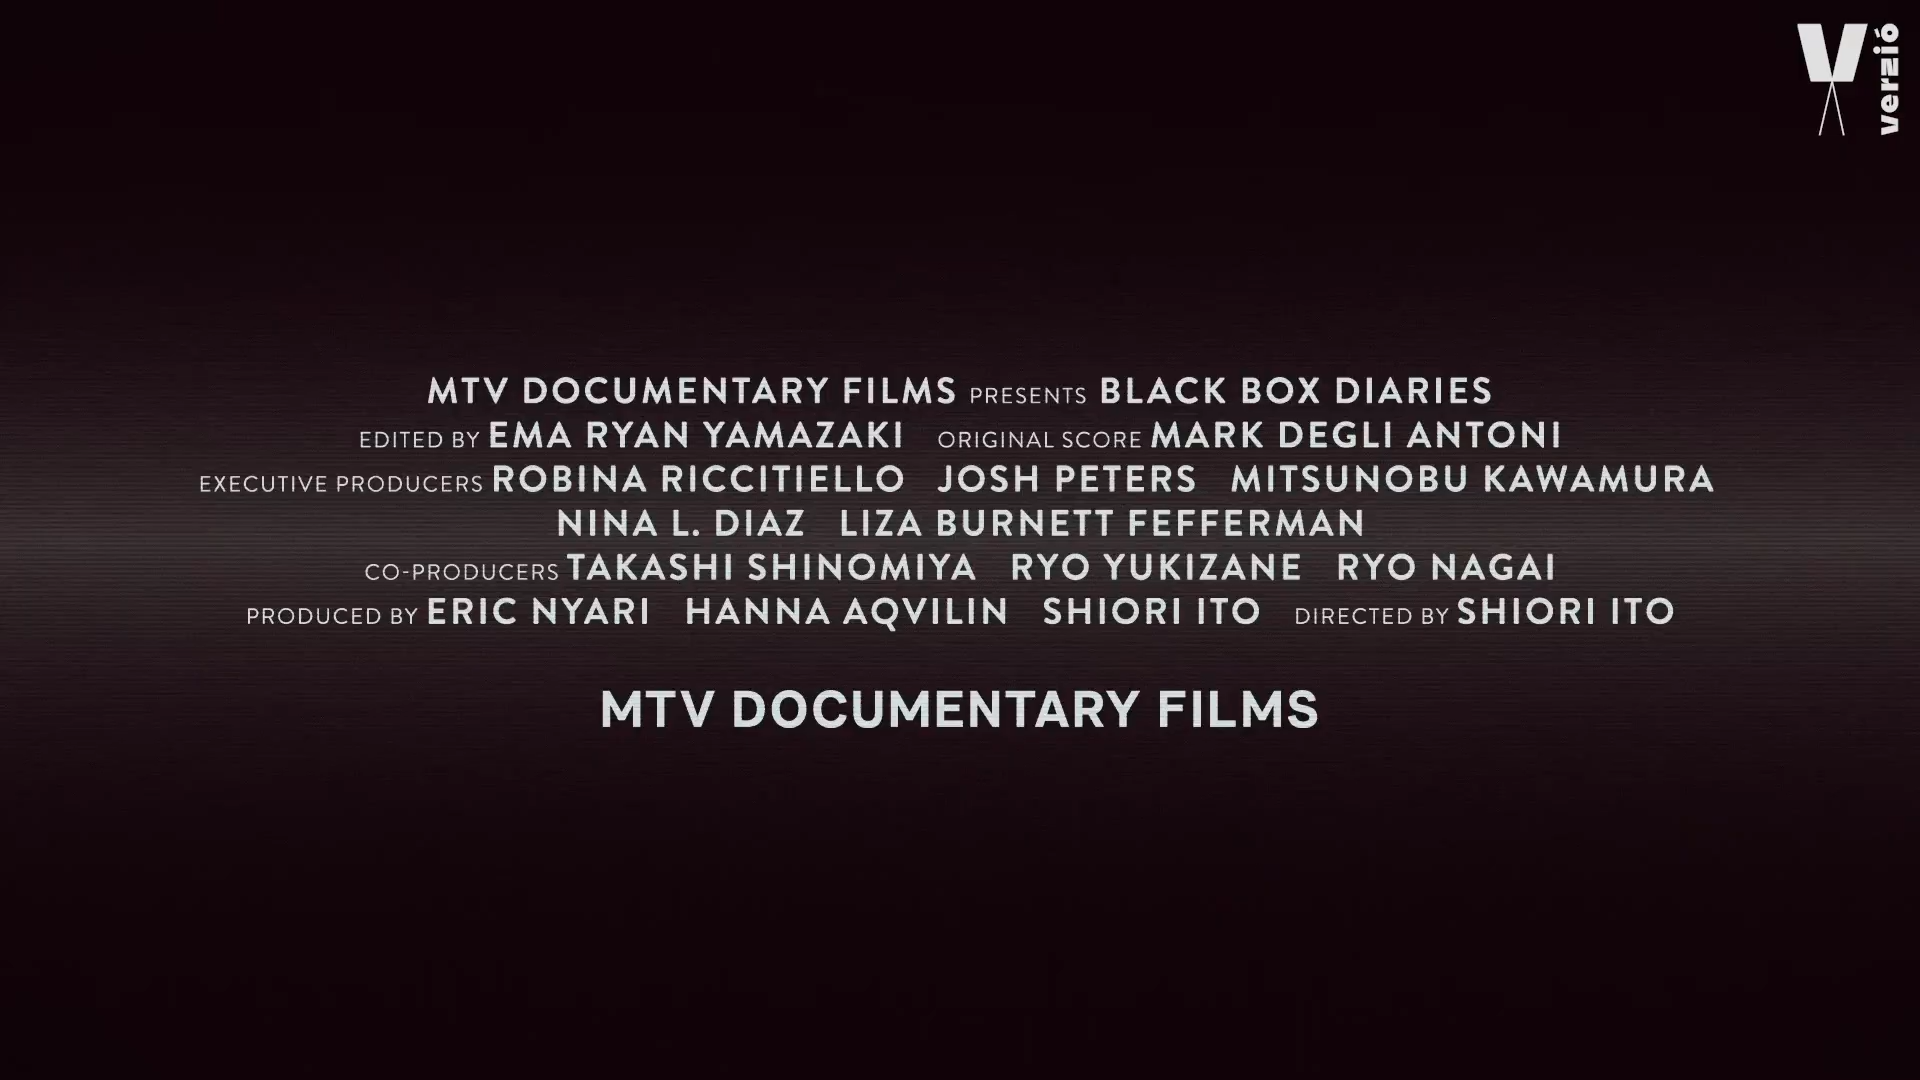 verzió
MTV DOCUMENTARY FILMS PRESENTS BLACK BOX DIARIES
EDITED BY EMA RYAN YAMAZAKI ORIGINAL SCORE MARK DEGLI ANTONI
EXECUTIVE PRODUCERS ROBINA RICCITIELLO JOSH PETERS MITSUNOBU KAWAMURA
NINA L. DIAZ LIZA BURNETT FEFFERMAN
CO-PRODUCERS TAKASHI SHINOMIYA RYO YUKIZANE RYO NAGAI
PRODUCED BY ERIC NYARI HANNA AQVILIN SHIORI ITO DIRECTED BY SHIORI ITO
MTV DOCUMENTARY FILMS